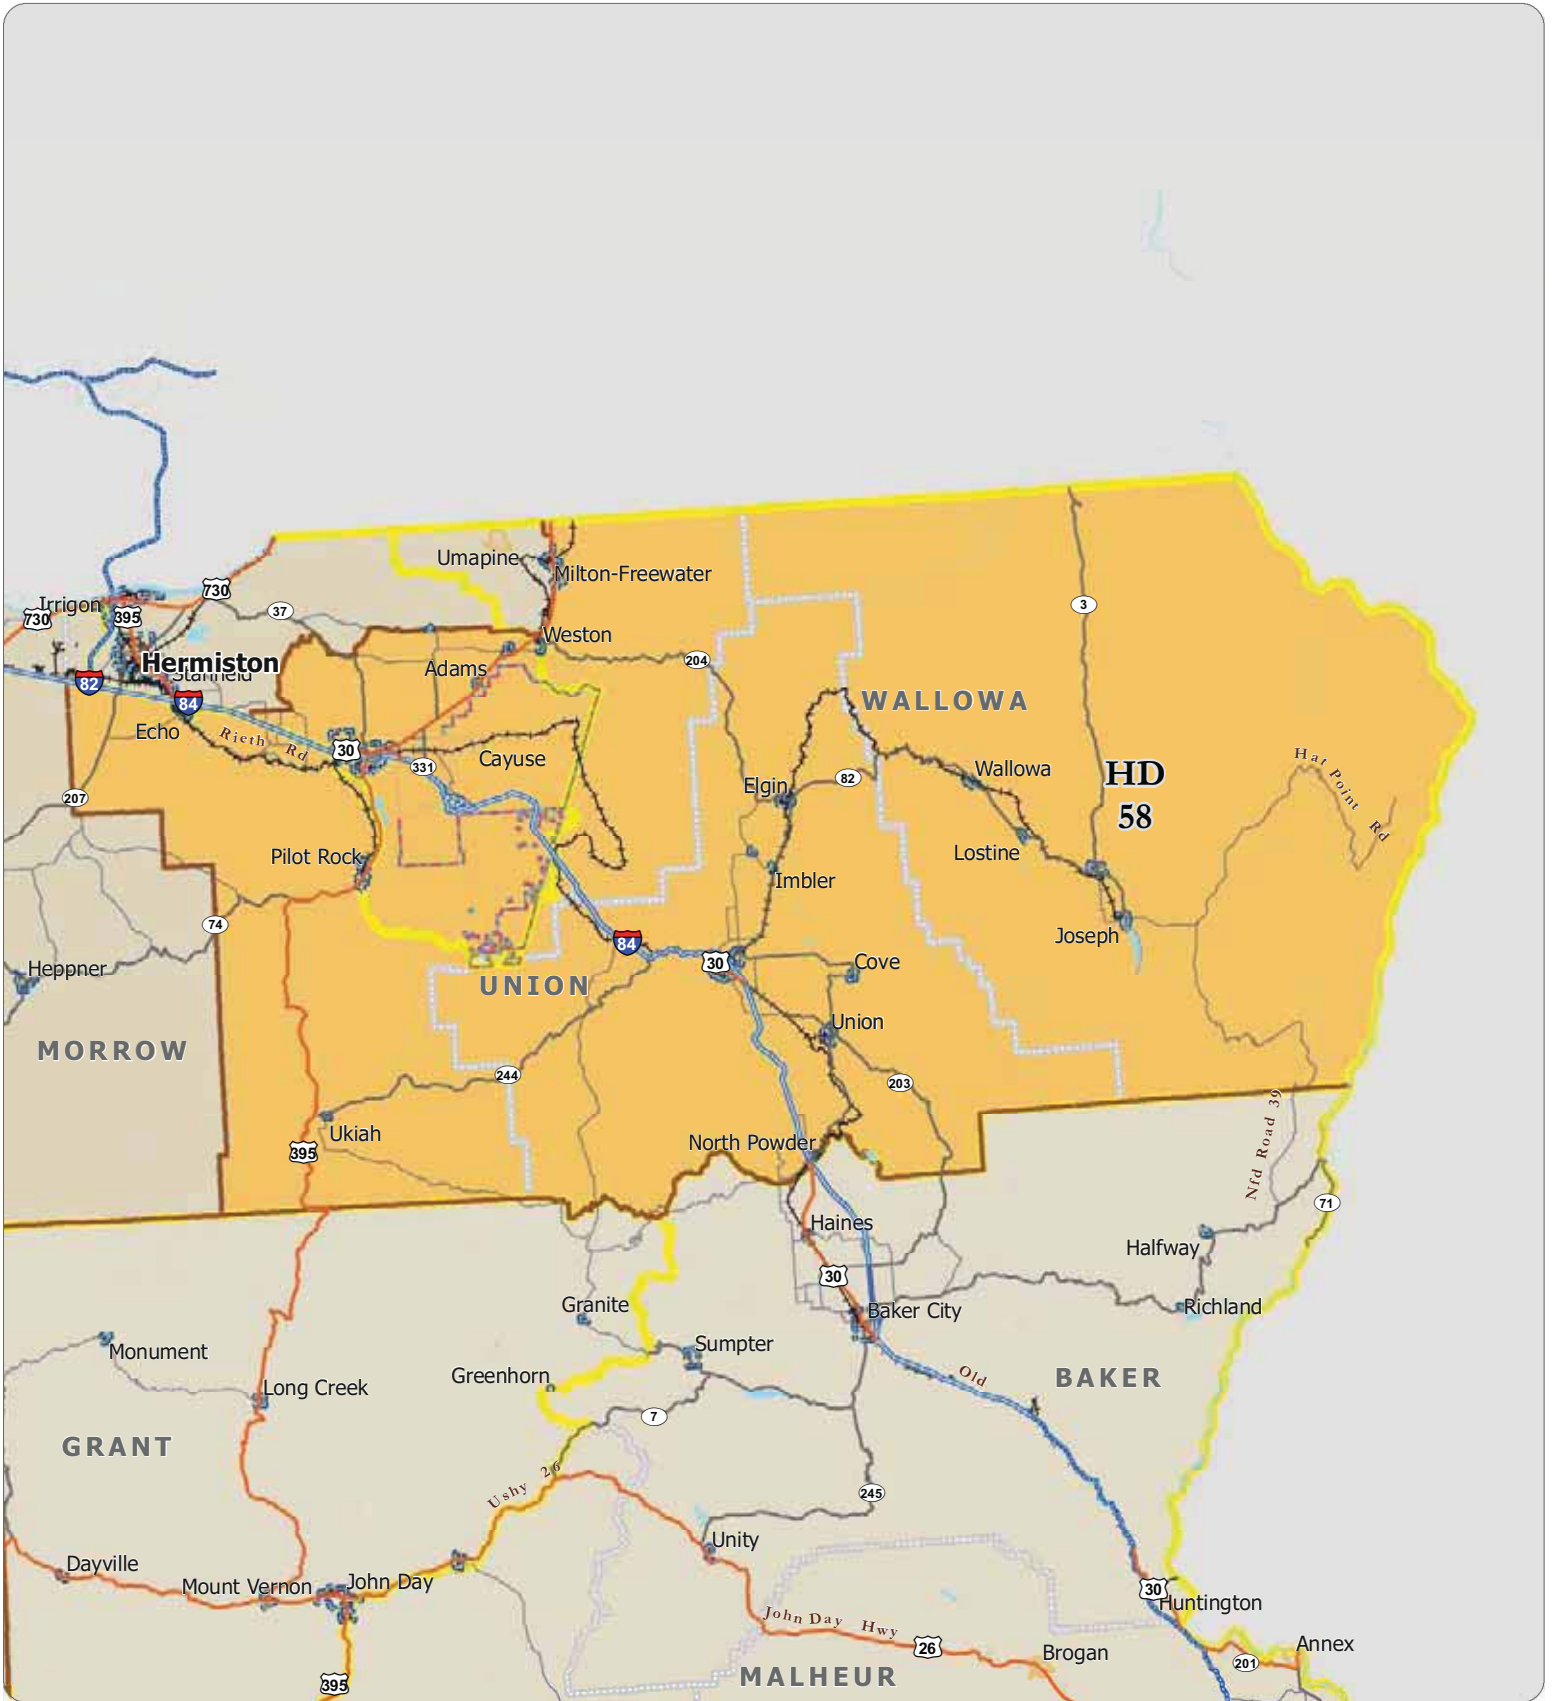 Umapine
Milton-Freewater
730
Irrigon
730
395
37
3
Weston
204
Hermiston
Stanfield
Adams
82
84
WALLOWA
Echo
Rieth Rd
30
331
Cayuse
HD
58
Wallowa
Hat Point Rd
Elgin
82
207
Lostine
Pilot Rock
Imbler
74
Joseph
84
30
Cove
Heppner
UNION
Union
MORROW
244
203
Ukiah
395
North Powder
Nfd Road 39
71
Haines
Halfway
30
Granite
Baker City
Richland
Monument
Sumpter
Greenhorn
Old
BAKER
Long Creek
7
GRANT
Ushy 26
245
Unity
Dayville
Mount Vernon
John Day
30
Huntington
John Day Hwy
26
Brogan
Annex
201
MALHEUR
395